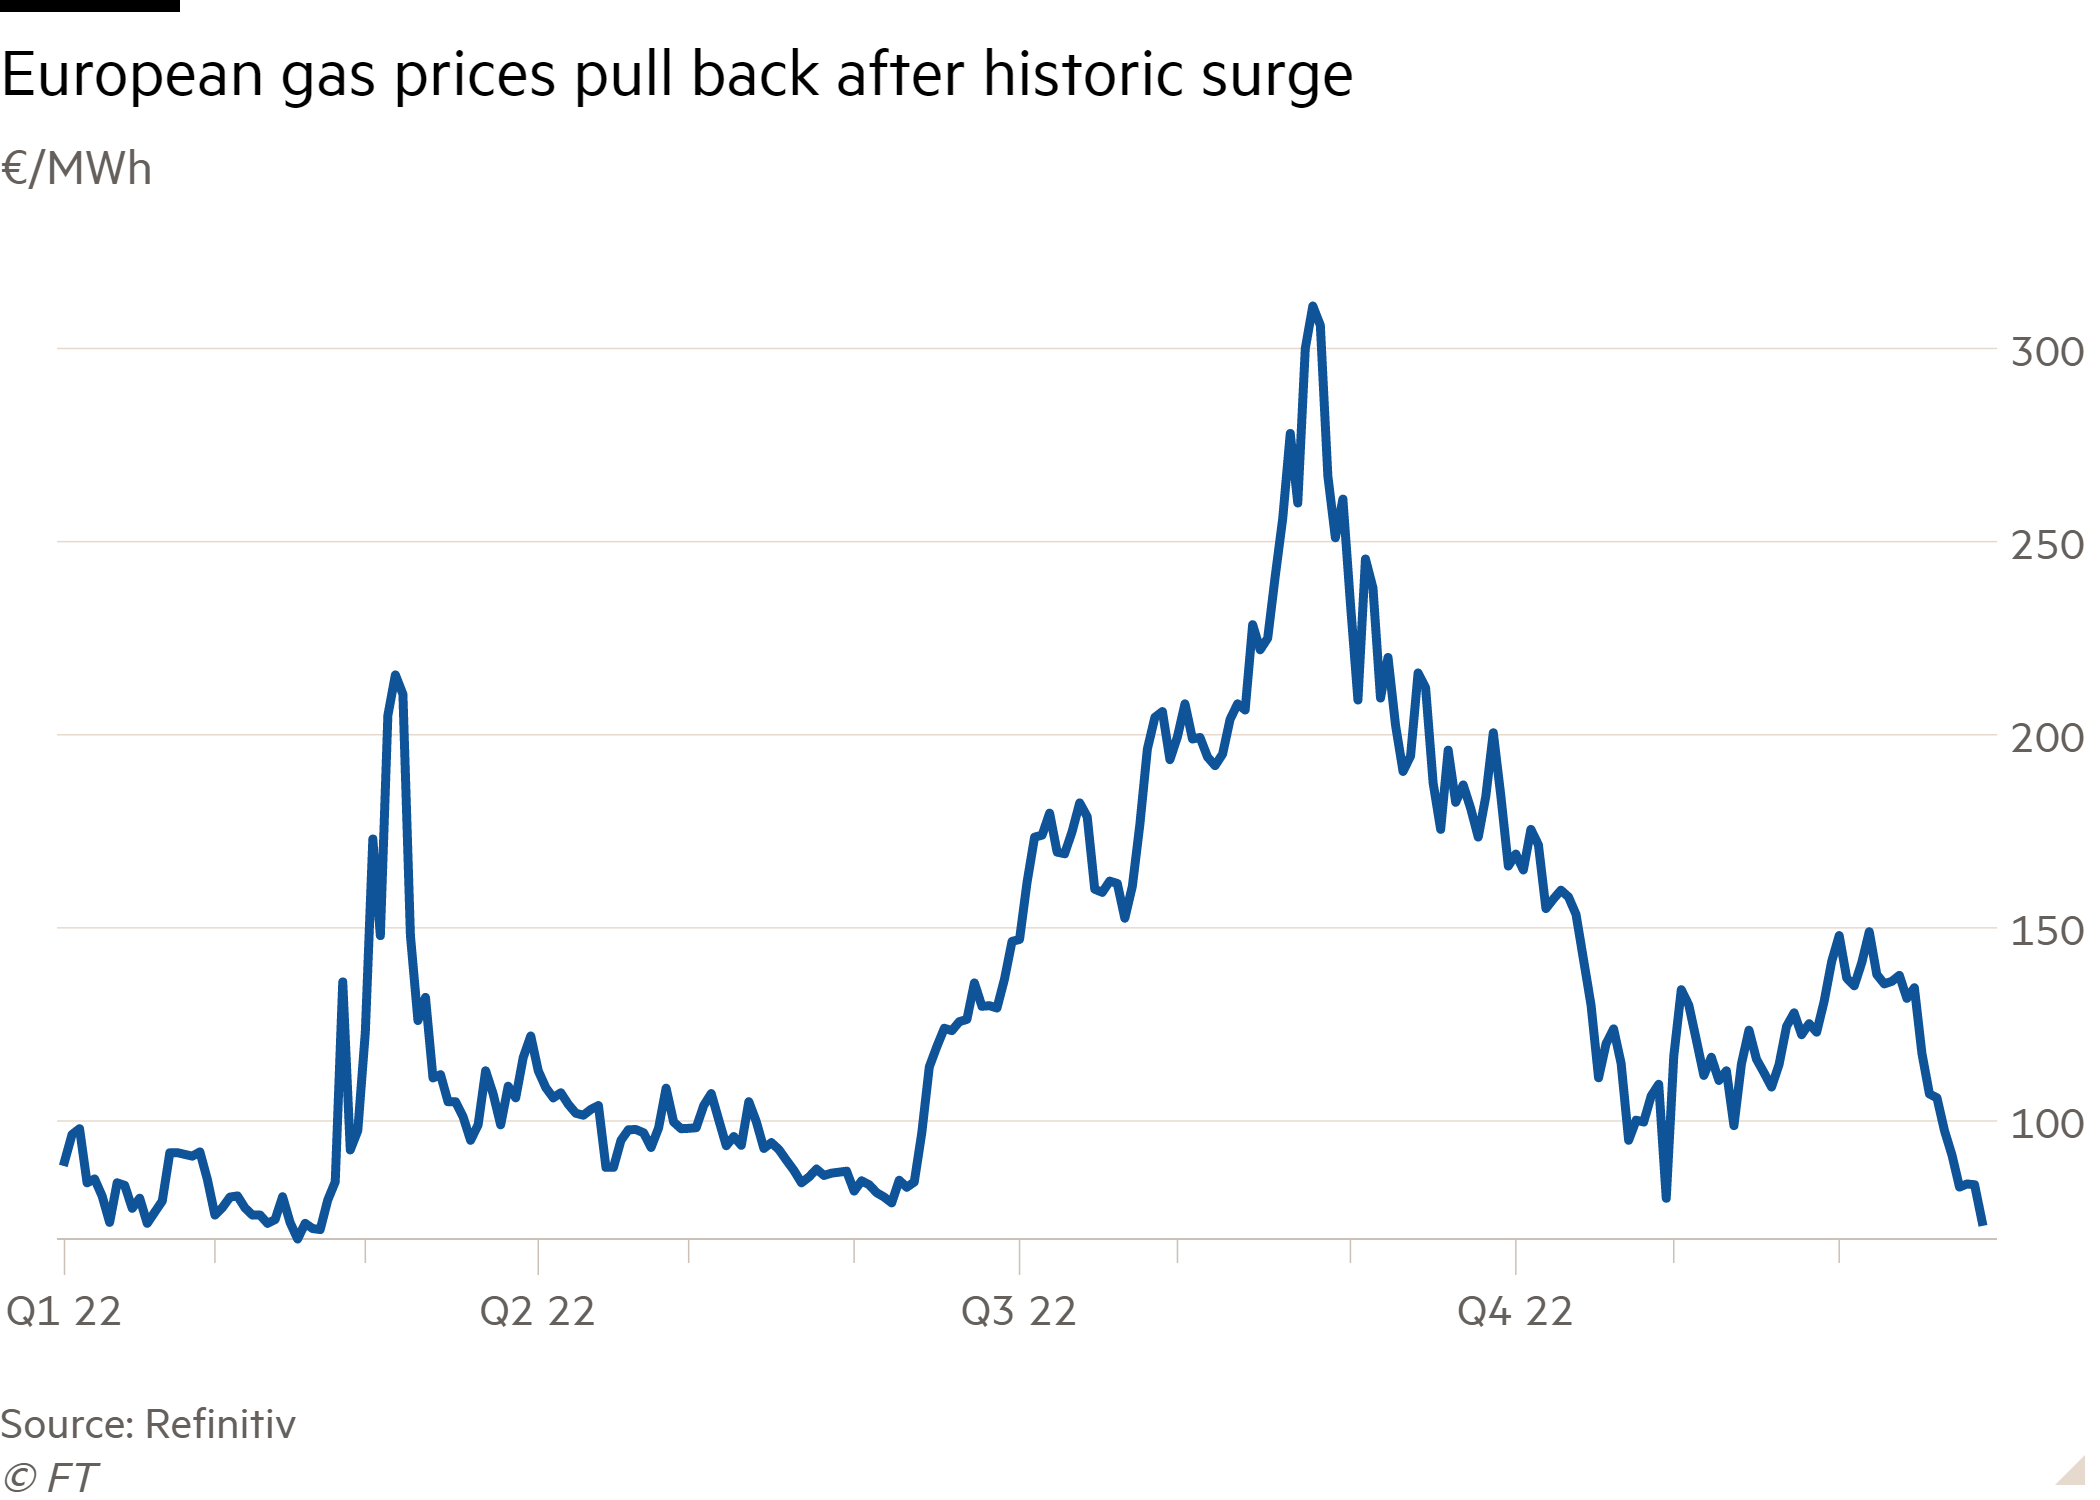 European gas prices pull back after historic surge
€/MWh
300
250
200
150
100
Q1 22 Q2 22 Q3 22 Q4 22
Source: Refinitiv
© FT